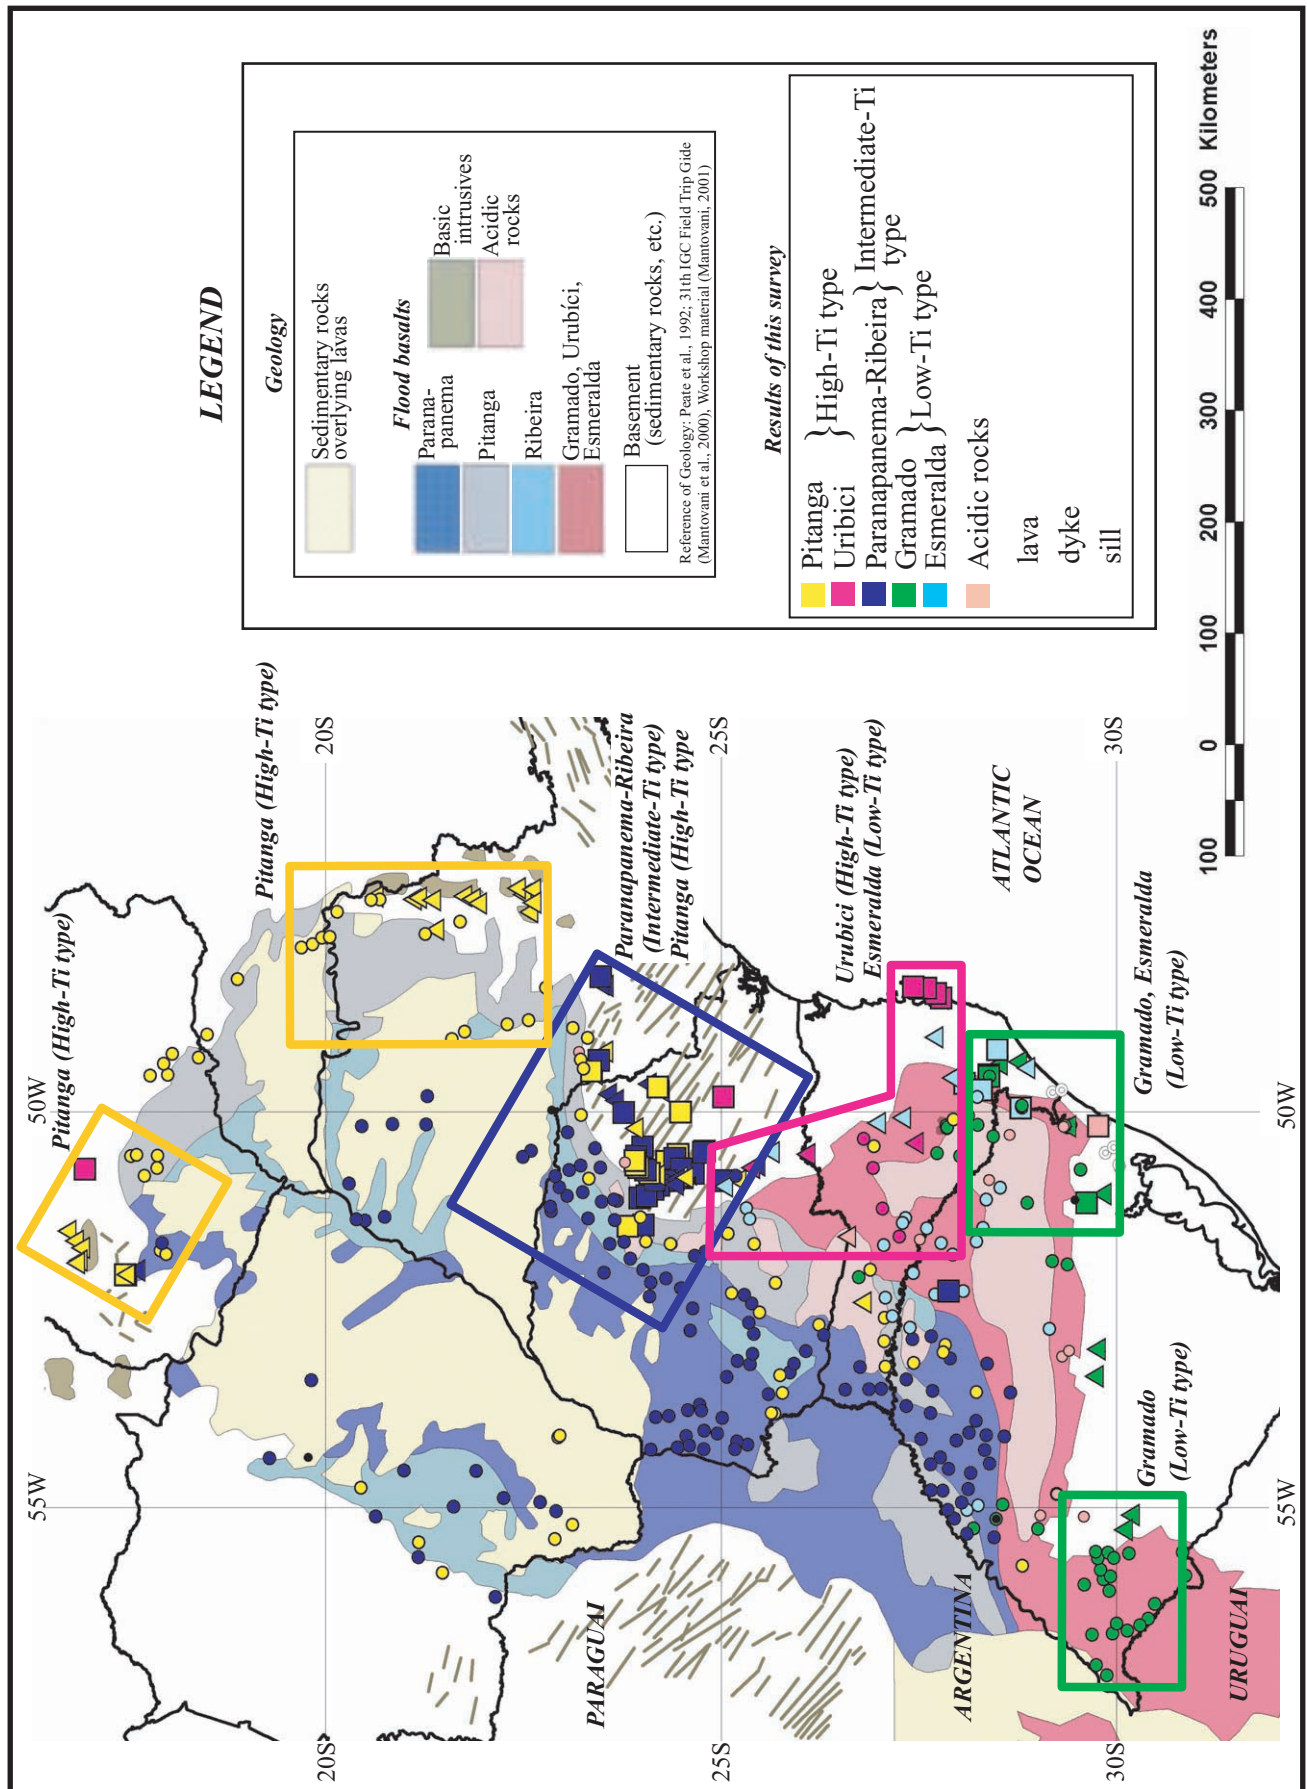 LEGEND
Geology
Sedimentary rocks
overlying lavas
Flood basalts
Parana-
panema
Pitanga
Ribeira
Gramado, Urubíci,
Esmeralda
Basic
intrusives
Acidic
rocks
Basement
(sedimentary rocks, etc.)
Reference of Geology: Peate et al., 1992; 31th IGC Field Trip Gide
(Mantovani et al., 2000), Workshop material (Mantovani, 2001)
Results of this survey
Pitanga
Uribici
}High-Ti type
Paranapanema-Ribeira
}Intermediate-Ti
type
Gramado
Esmeralda
}Low-Ti type
Acidic rocks
lava
dyke
sill
100 0 100 200 300 400 500 Kilometers
55W
50W
Pitanga (High-Ti type)
Pitanga (High-Ti type)
20S
20S
Paranapanema-Ribeira
(Intermediate-Ti type)
Pitanga (High-Ti type
25S
25S
Urubici (High-Ti type)
Esmeralda (Low-Ti type)
ATLANTIC
OCEAN
30S
30S
Gramado, Esmeralda
(Low-Ti type)
Gramado
(Low-Ti type)
PARAGUAI
ARGENTINA
URUGUAI
55W
50W